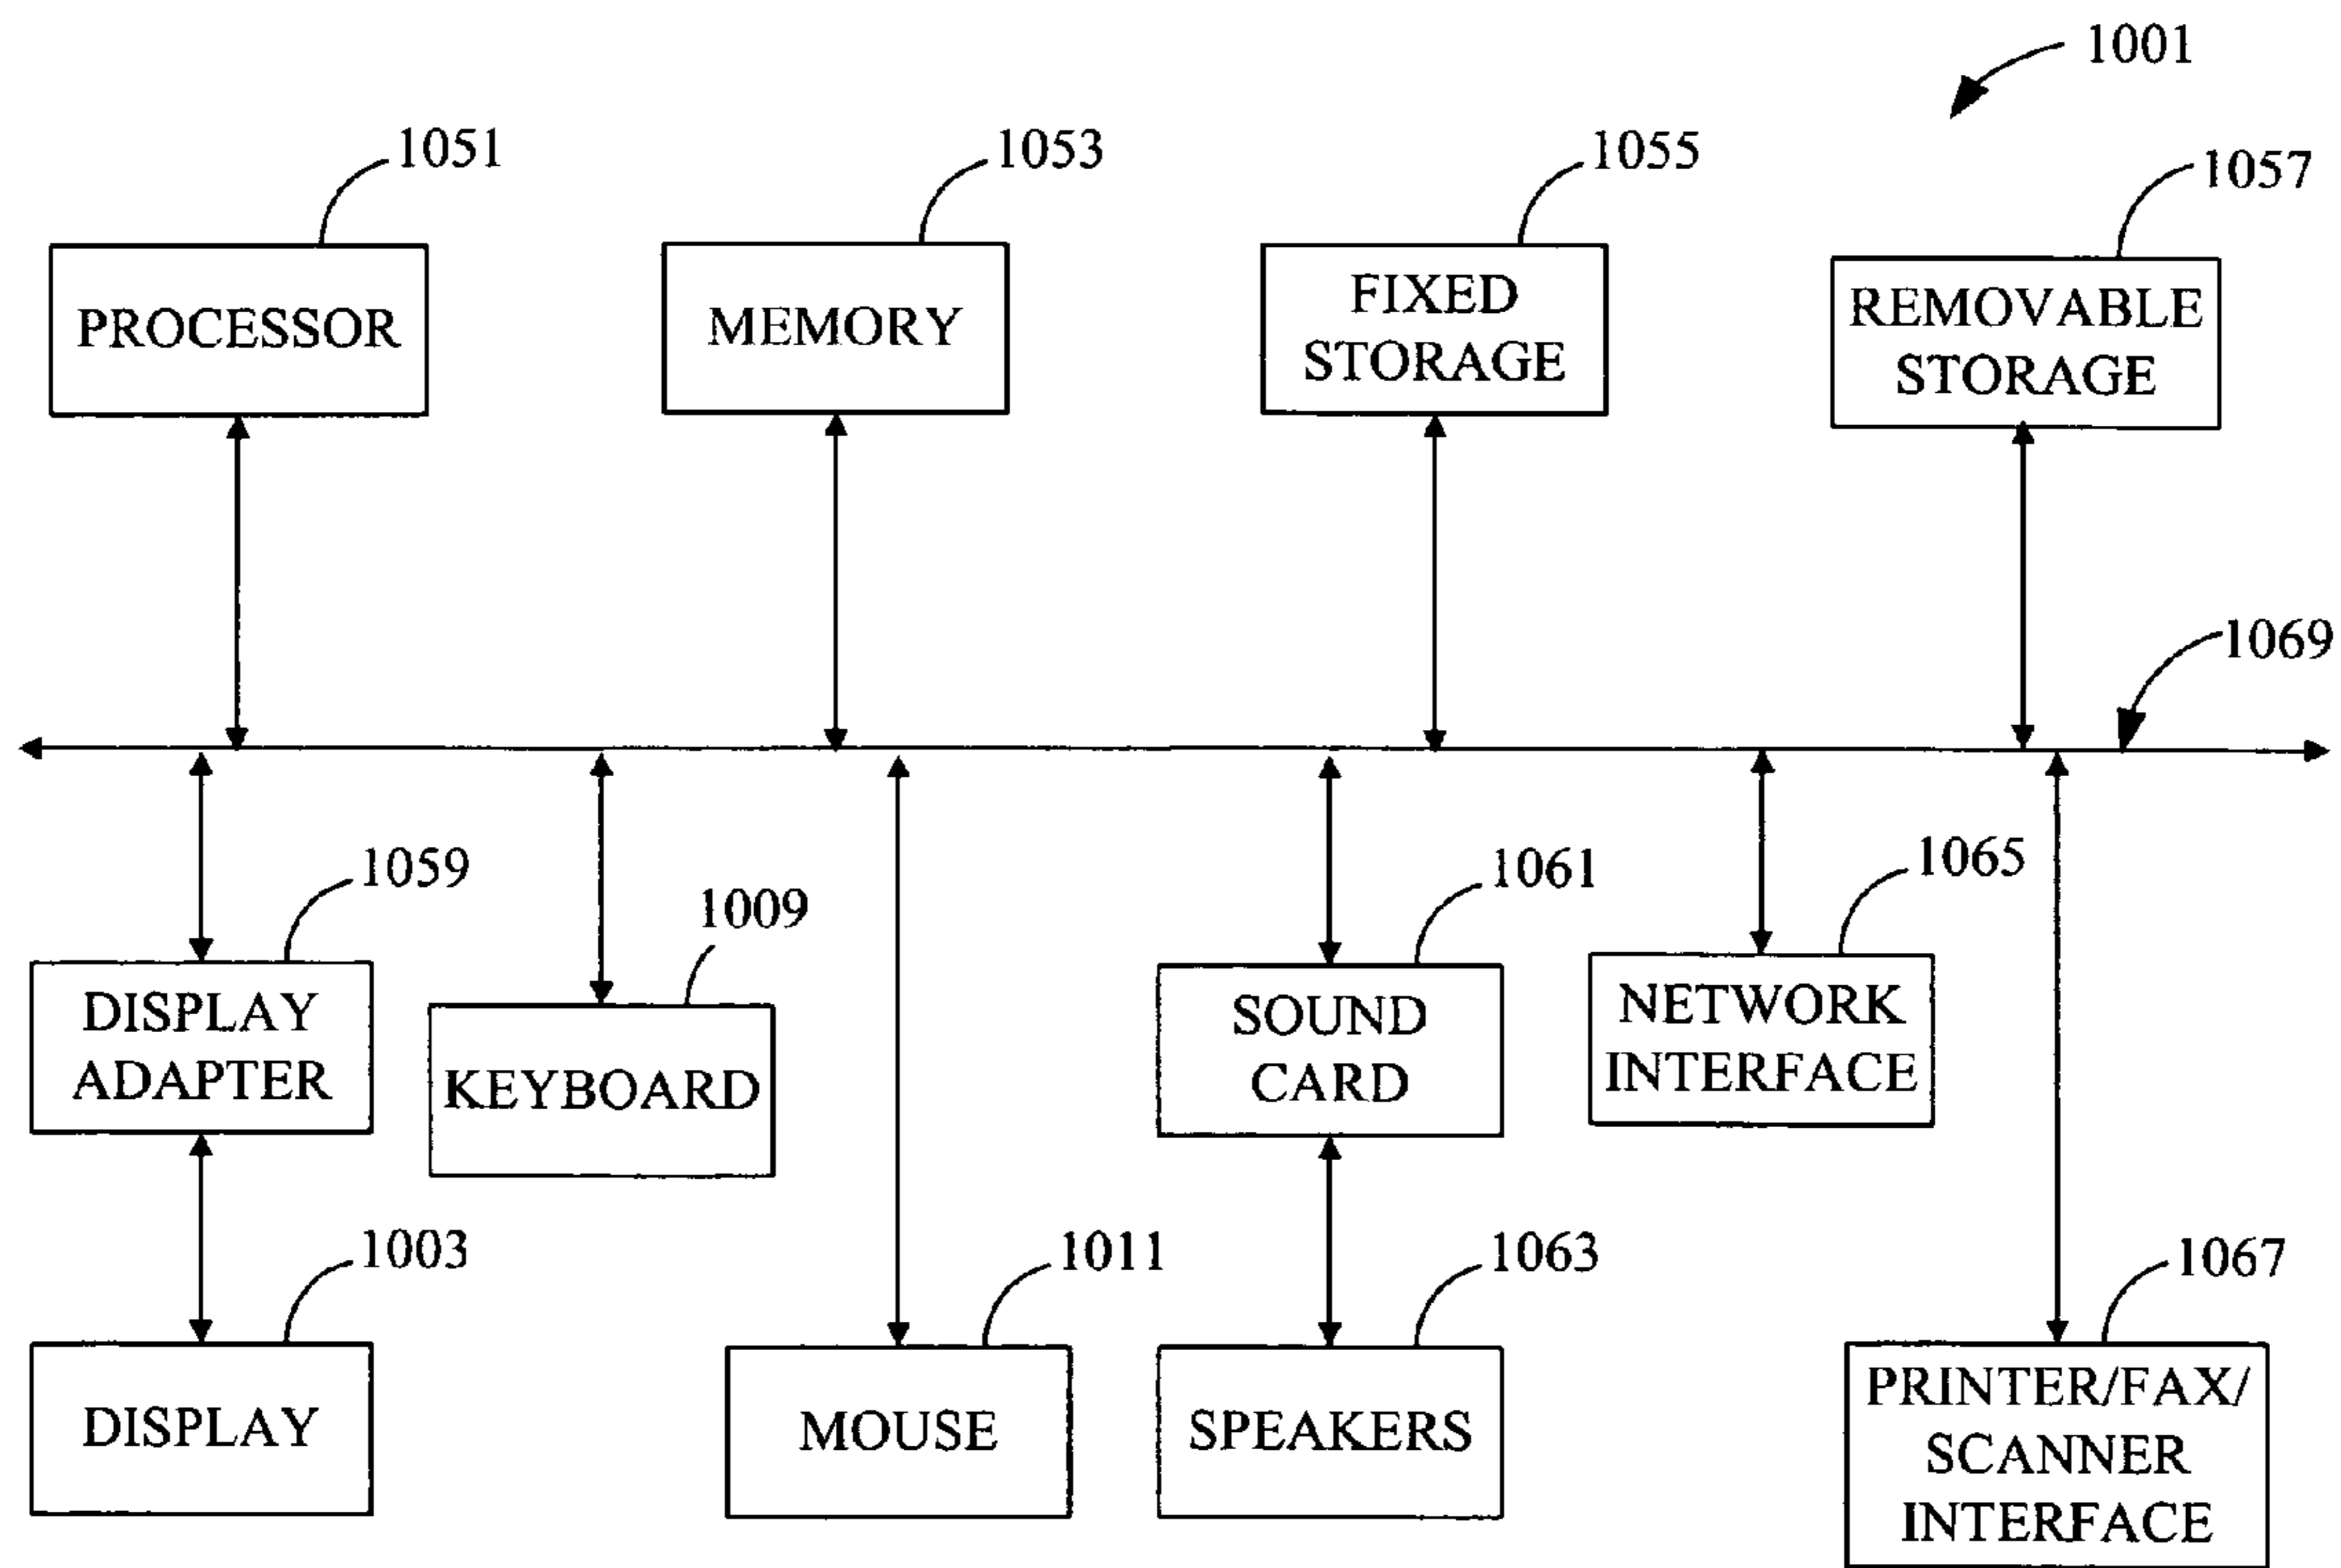 1001
1051
1053
1055
1057
PROCESSOR
MEMORY
FIXED
STORAGE
REMOVABLE
STORAGE
1069
1059
1009
1061
1065
DISPLAY
ADAPTER
KEYBOARD
SOUND
CARD
NETWORK
INTERFACE
1003
1011
1063
1067
DISPLAY
MOUSE
SPEAKERS
PRINTER/FAX/
SCANNER
INTERFACE